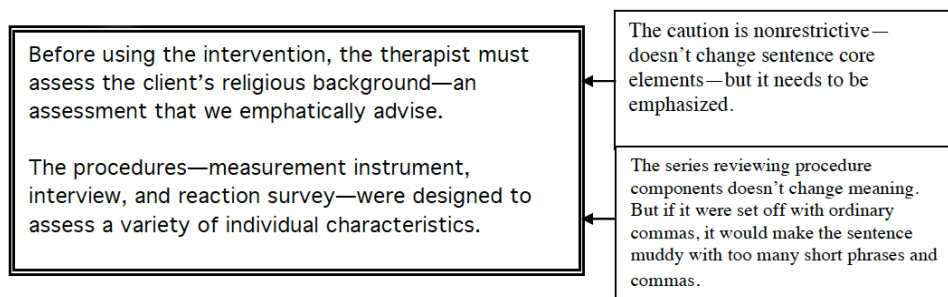 Before using the intervention, the therapist must
assess the client's religious background—an
assessment that we emphatically advise.
The procedures—measurement instrument,
interview, and reaction survey—were designed to
assess a variety of individual characteristics.
The caution is nonrestrictive—
doesn't change sentence core
elements—but it needs to be
emphasized.
The series reviewing procedure
components doesn't change meaning.
But if it were set off with ordinary
commas, it would make the sentence
muddy with too many short phrases and
commas.